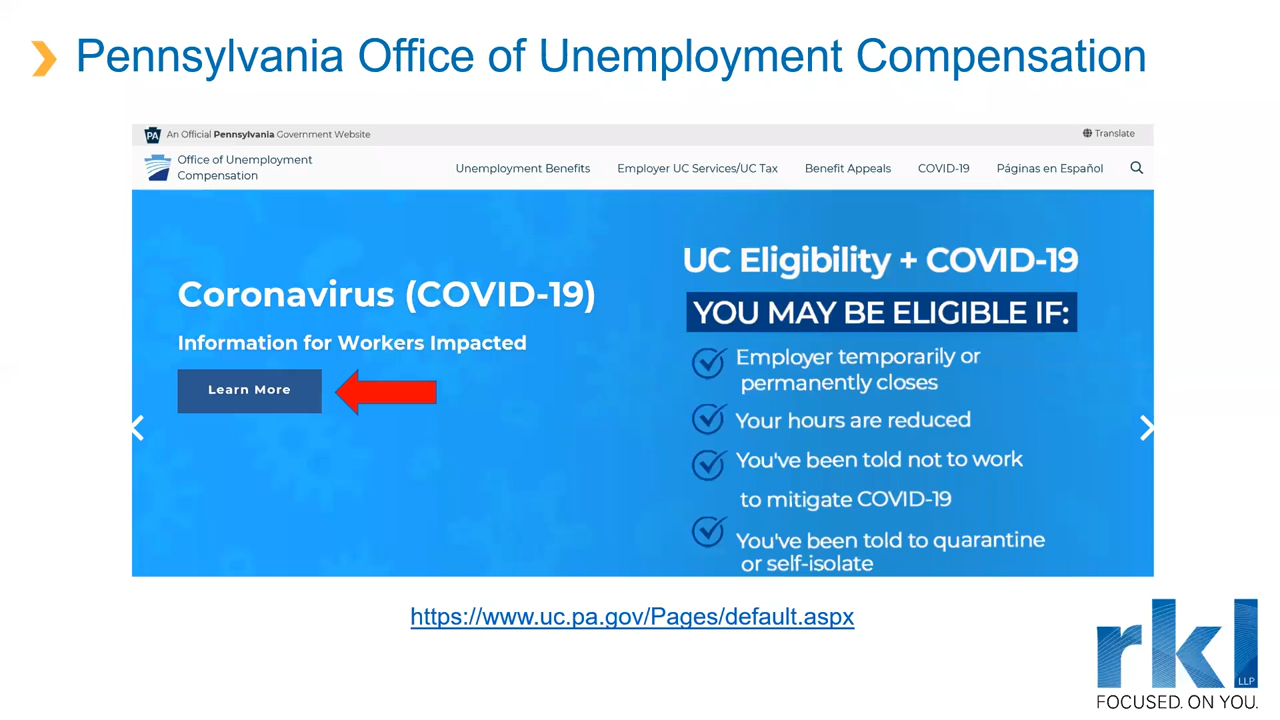 Pennsylvania Office of Unemployment Compensation
PA An Official Pennsylvania Government Website
Translate
Office of Unemployment
Compensation
Unemployment Benefits
Employer UC Services/UC Tax
Benefit Appeals
COVID-19
Páginas en Español
Coronavirus (COVID-19)
Information for Workers Impacted
Learn More
UC Eligibility + COVID-19
YOU MAY BE ELIGIBLE IF:
Employer temporarily or
permanently closes
Your hours are reduced
You've been told not to work
to mitigate COVID-19
You've been told to quarantine
or self-isolate
https://www.uc.pa.gov/Pages/default.aspx
rkl
LLP
FOCUSED. ON YOU.